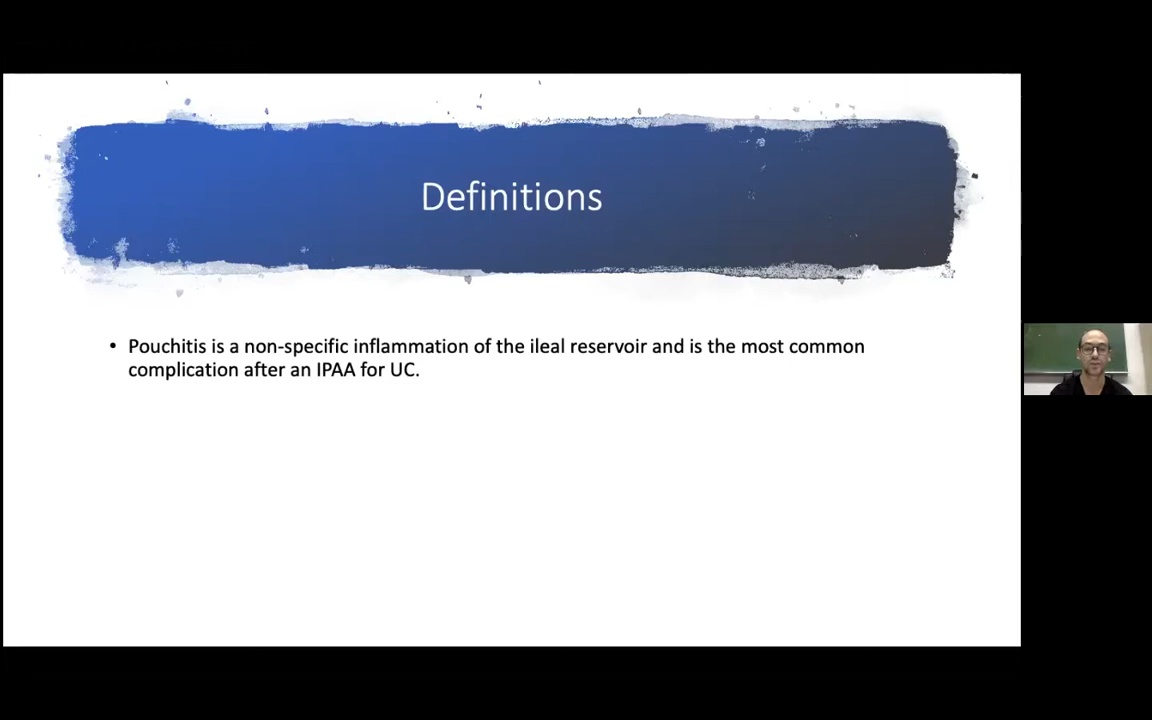 Definitions
• Pouchitis is a non-specific inflammation of the ileal reservoir and is the most common
complication after an IPAA for UC.